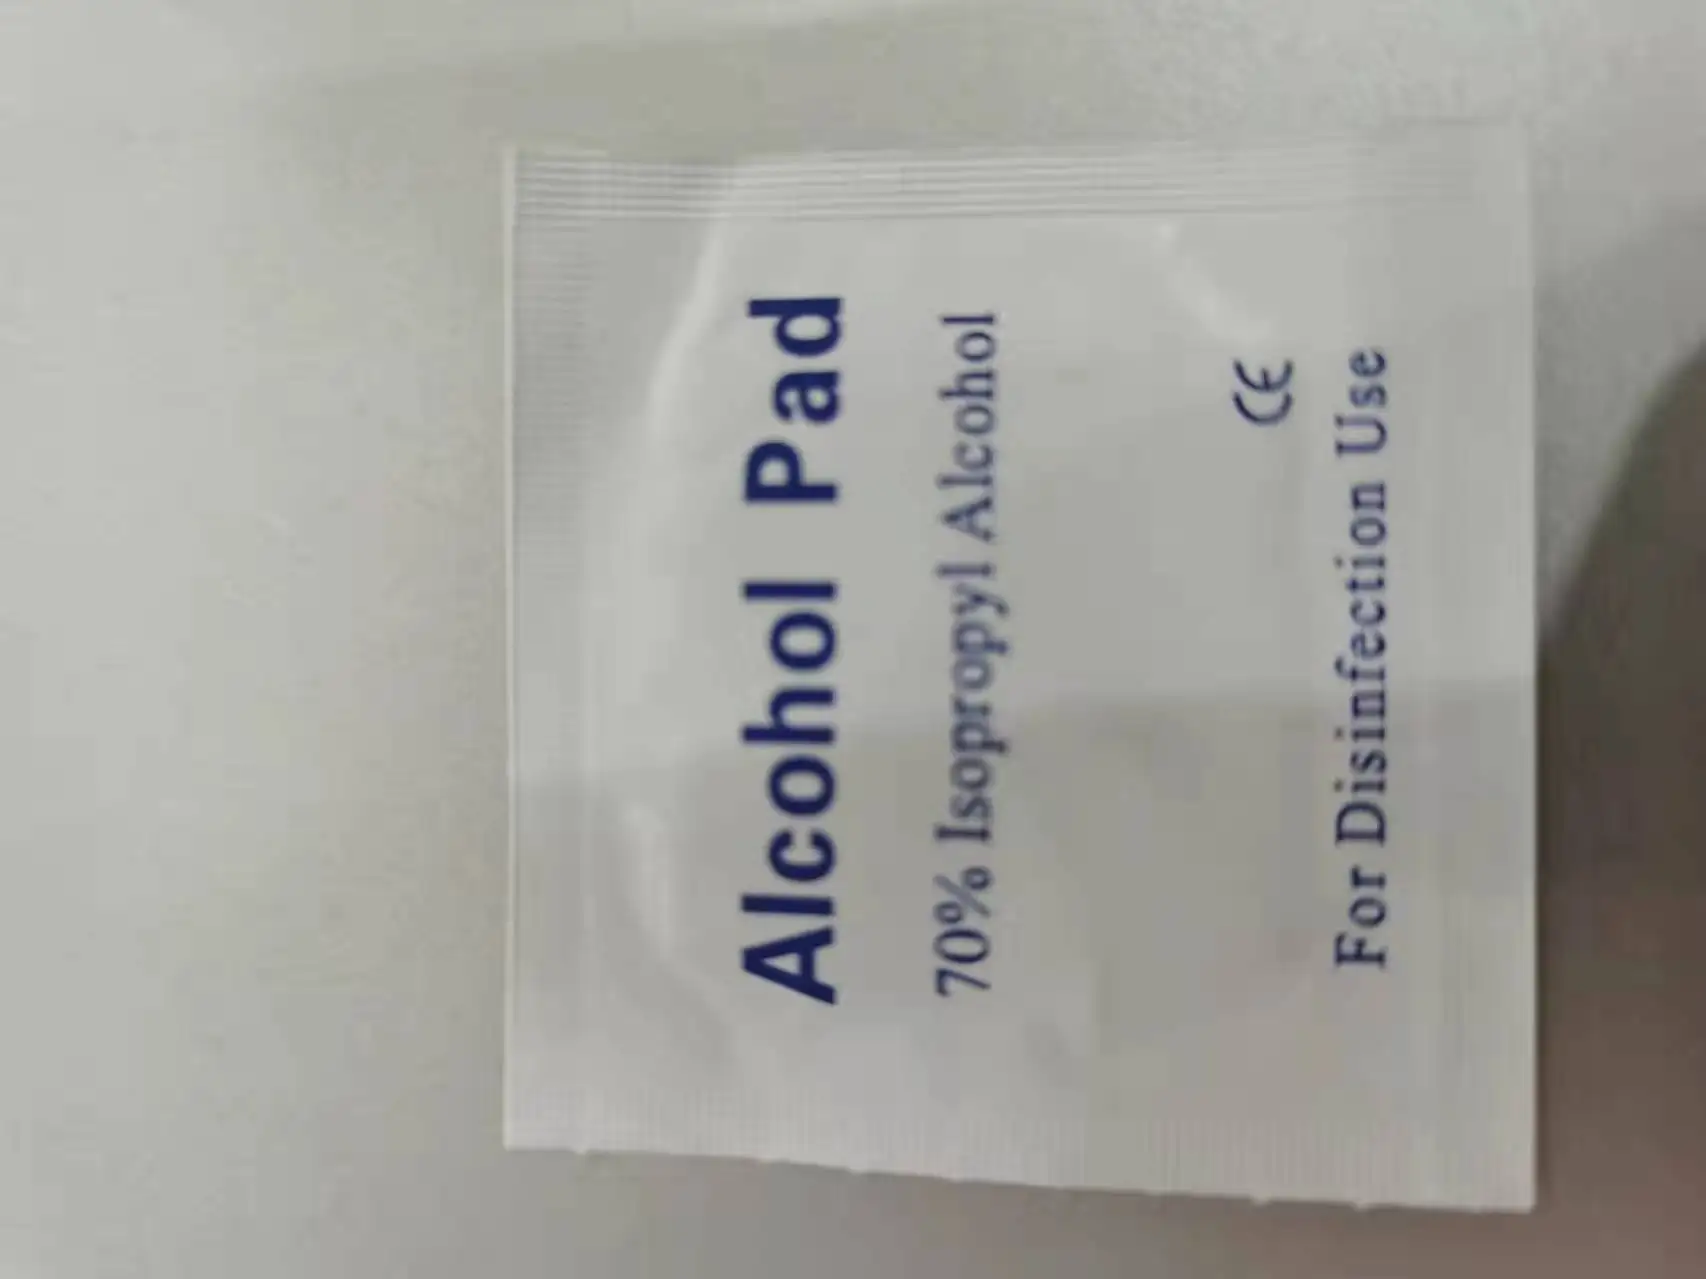 Alcohol Pad
70% Isopropyl Alcohol
CE
For Disinfection Use